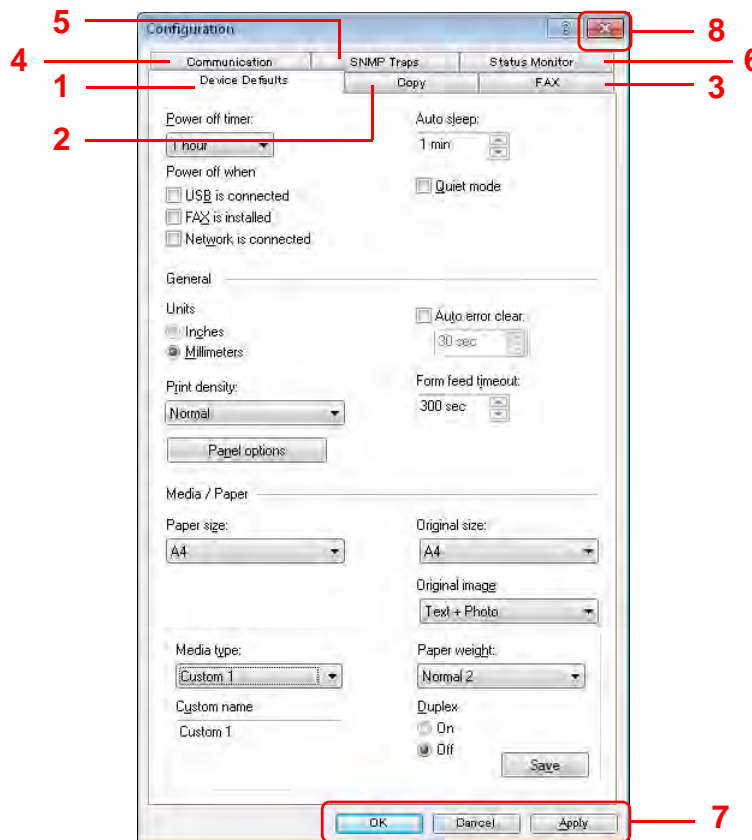 Configuration
8
5
4 Communication SNMP Traps Status Monitor 6
1 Device Defaults Copy FAX 3
2
Power off timer: Auto sleep:
1 hour 1 min
Power off when
USB is connected Quiet mode
FAX is installed
Network is connected
General
Units Auto error clear:
Inches 30 sec
Millimeters
Print density: Form feed timeout:
Normal 300 sec
Panel options
Media / Paper
Paper size: Original size:
A4 A4
Original image
Text + Photo
Media type: Paper weight:
Custom 1 Normal 2
Custom name Duplex
Custom 1 On
Off
Save
OK Cancel Apply 7